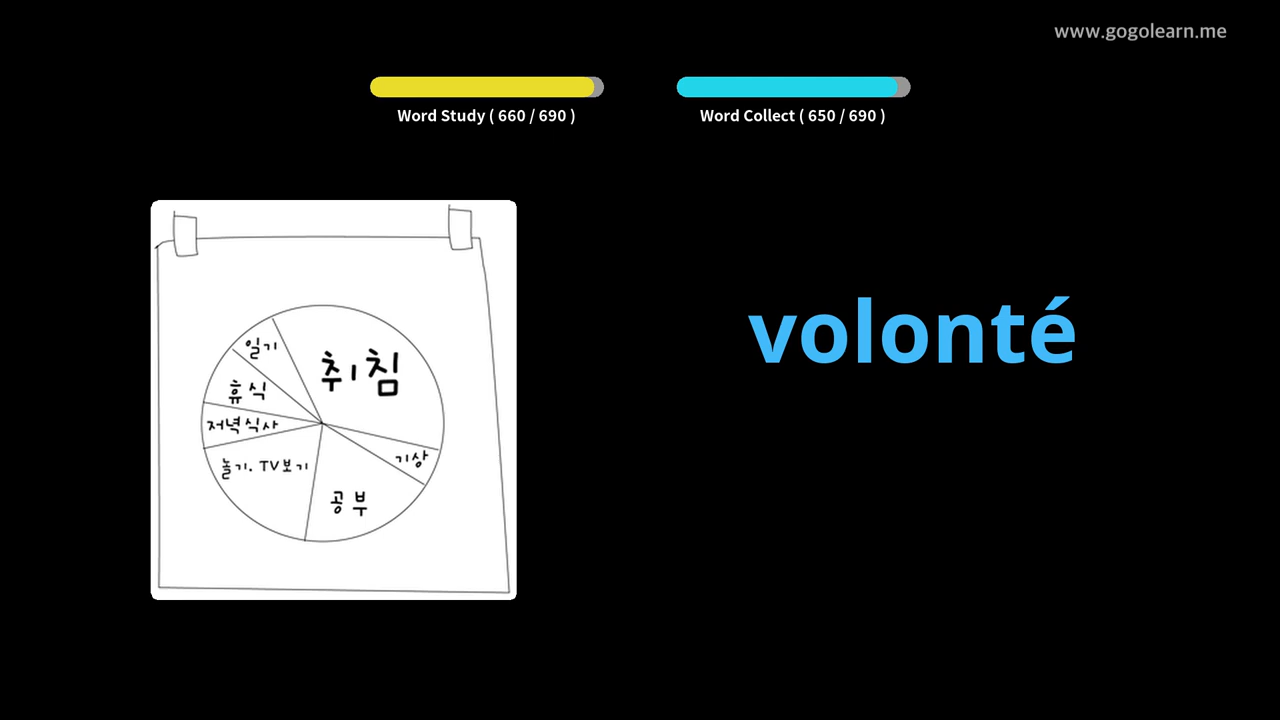 www.gogolearn.me
Word Study ( 660 / 690 )
Word Collect ( 650 / 690 )
일기
취침
휴식
저녁식사
놀기. TV보기
기상
공부
volonté